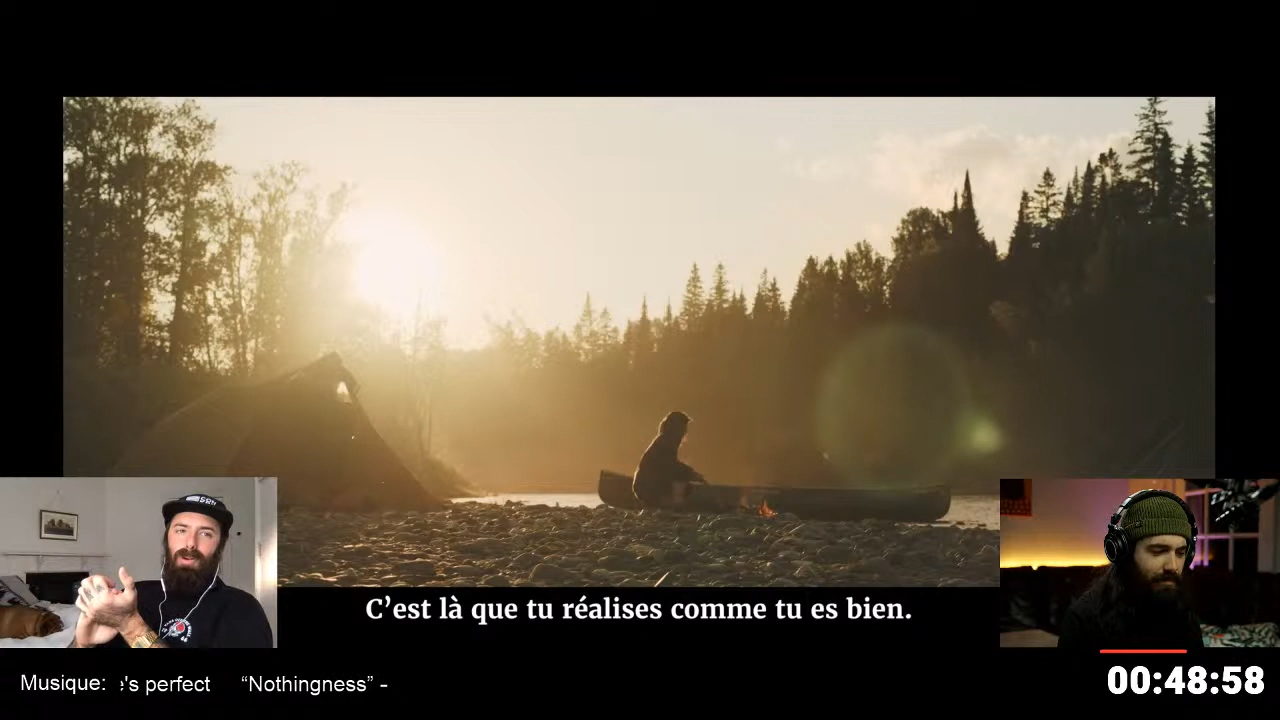 C’est là que tu réalises comme tu es bien.
Musique: 's perfect “Nothingness” -
00:48:58